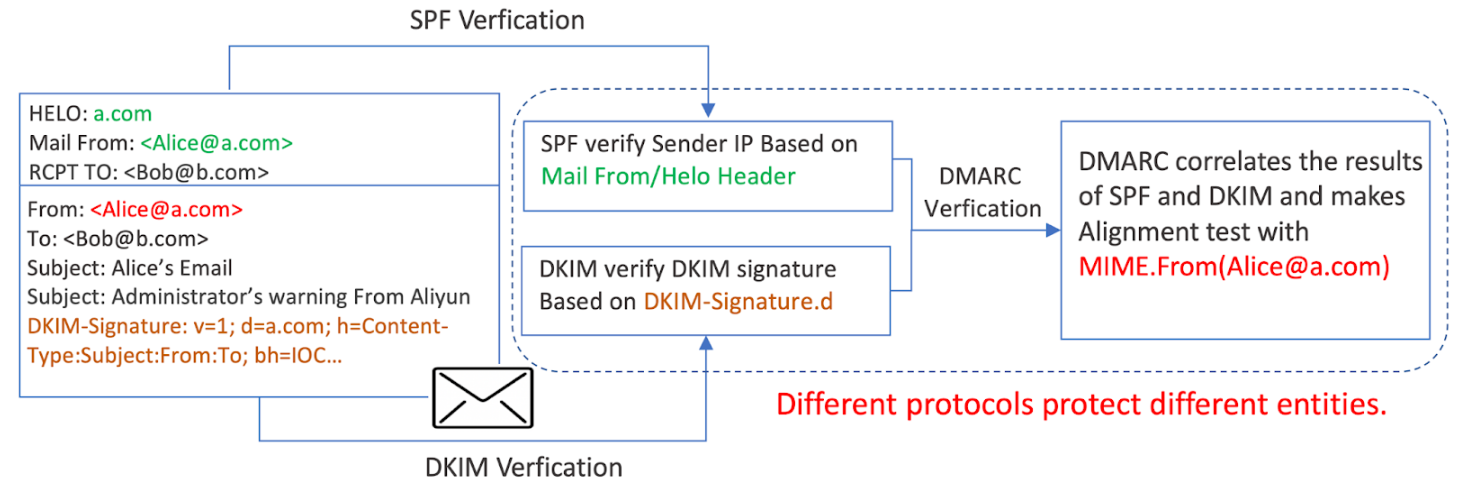 SPF Verfication
HELO: a.com
Mail From: <Alice@a.com>
RCPT TO: <Bob@b.com>
From: <Alice@a.com>
To: <Bob@b.com>
Subject: Alice’s Email
Subject: Administrator’s warning From Aliyun
DKIM-Signature: v=1; d=a.com; h=Content-
Type:Subject:From:To; bh=IOC...
SPF verify Sender IP Based on
Mail From/Helo Header
DKIM verify DKIM signature
Based on DKIM-Signature.d
DMARC
Verfication
DMARC correlates the results
of SPF and DKIM and makes
Alignment test with
MIME.From(Alice@a.com)
Different protocols protect different entities.
DKIM Verfication